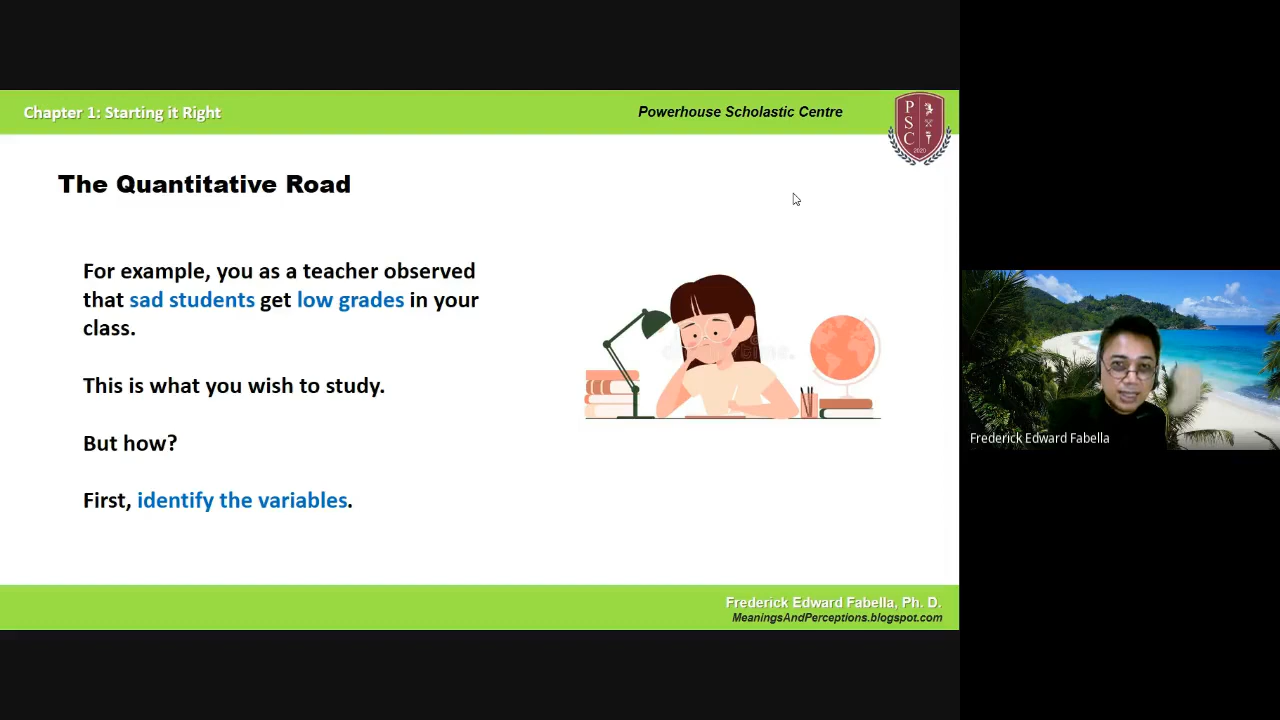 Chapter 1: Starting it Right
Powerhouse Scholastic Centre
P
S
C
2020
The Quantitative Road
For example, you as a teacher observed
that sad students get low grades in your
class.
This is what you wish to study.
But how?
First, identify the variables.
Frederick Edward Fabella
Frederick Edward Fabella, Ph. D.
MeaningsAndPerceptions.blogspot.com